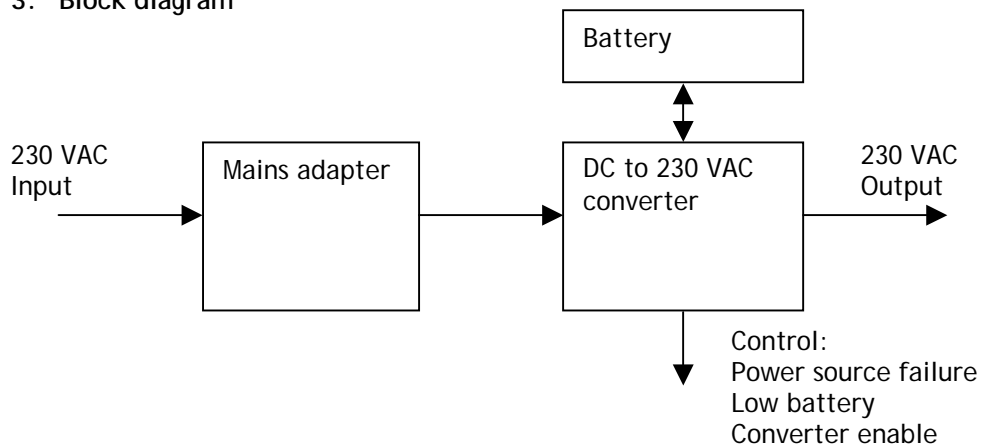 3. Block diagram
Battery
230 VAC
Input
Mains adapter
DC to 230 VAC
converter
230 VAC
Output
Control:
Power source failure
Low battery
Converter enable